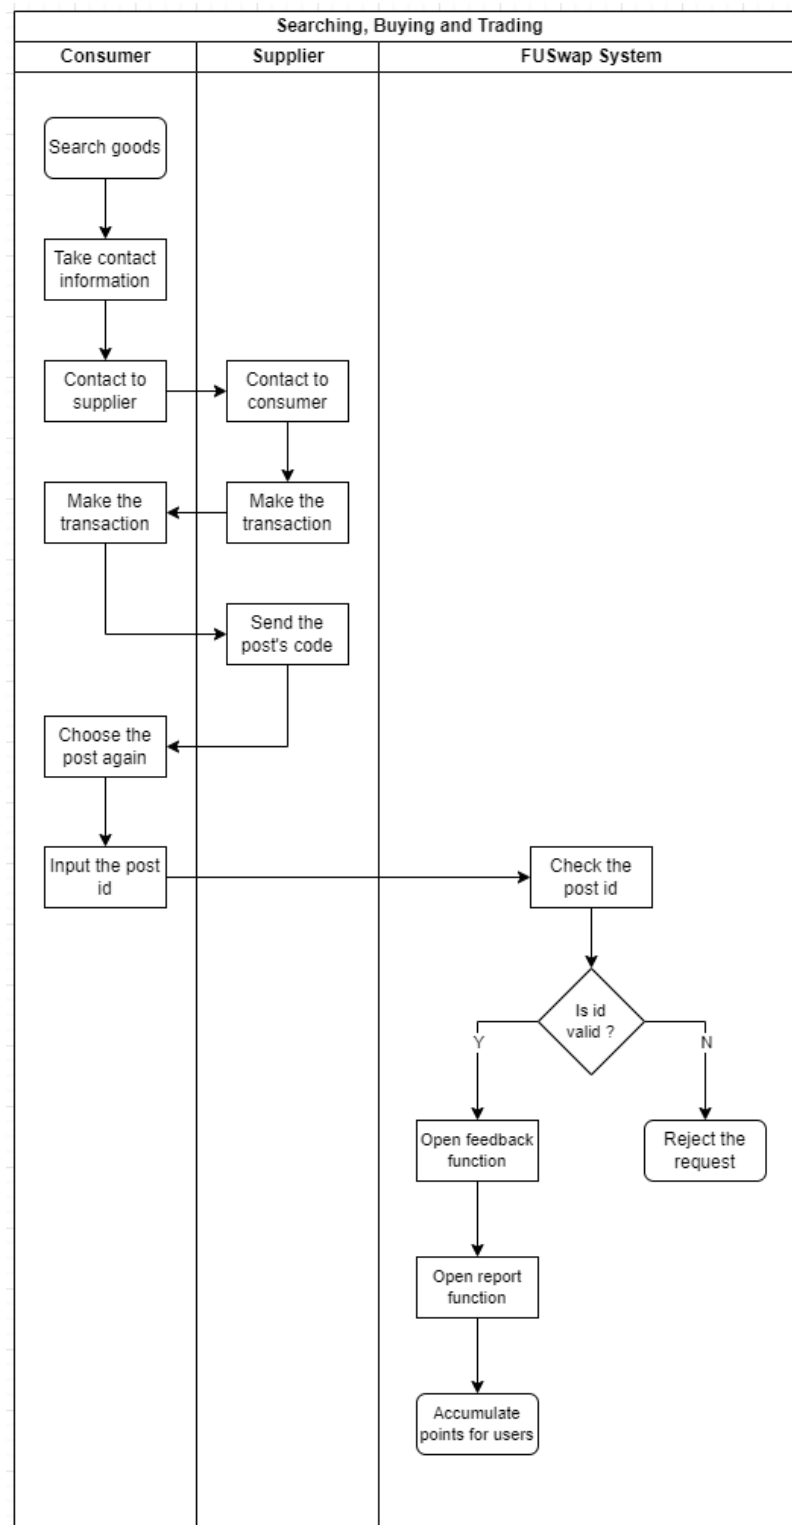 Searching, Buying and Trading
Consumer
Supplier
FUSwap System
Search goods
Take contact
information
Contact to
supplier
Contact to
consumer
Make the
transaction
Make the
transaction
Send the
post's code
Choose the
post again
Input the post
id
Check the
post id
Is id
valid ?
Y
N
Open feedback
function
Reject the
request
Open report
function
Accumulate
points for users